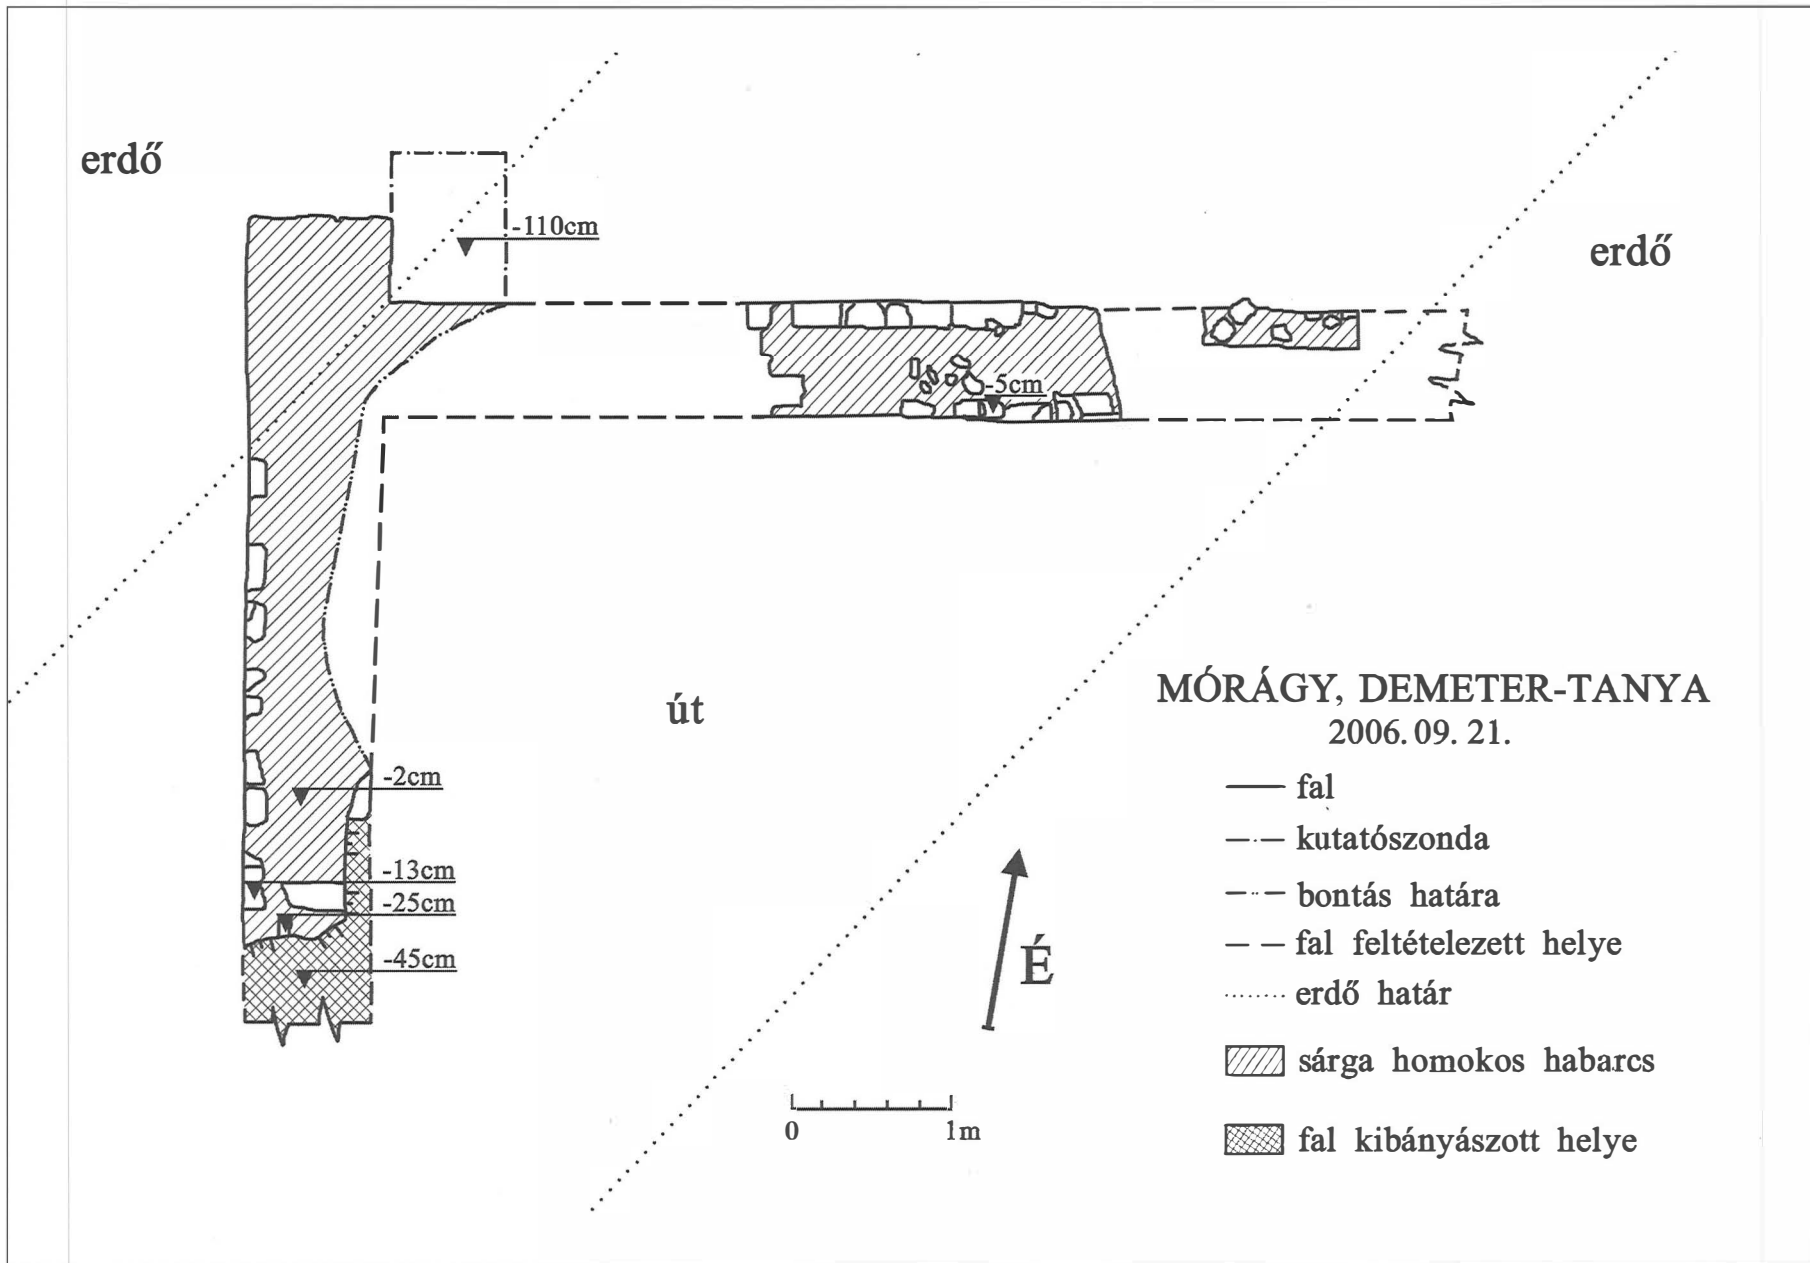 erdő
-110cm
erdő
-5cm
út
-2cm
-13cm
-25cm
-45cm
É
0 1m
MÓRÁGY, DEMETER-TANYA
2006. 09. 21.
fal
kutatószonda
bontás határa
fal feltételezett helye
erdő határ
sárga homokos habarcs
fal kibányászott helye